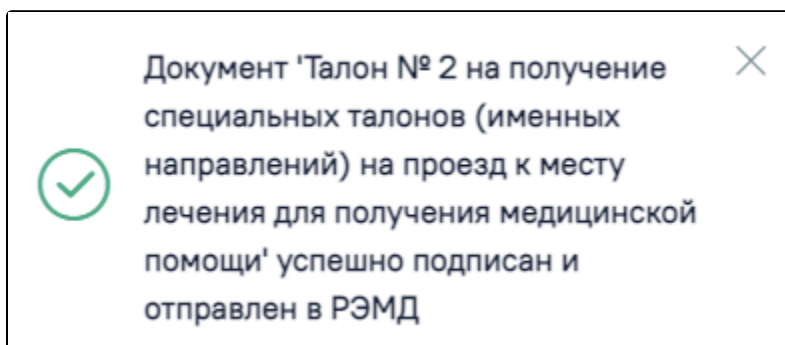 Документ 'Талон № 2 на получение
специальных талонов (именных
направлений) на проезд к месту
лечения для получения медицинской
помощи' успешно подписан и
отправлен в РЭМД